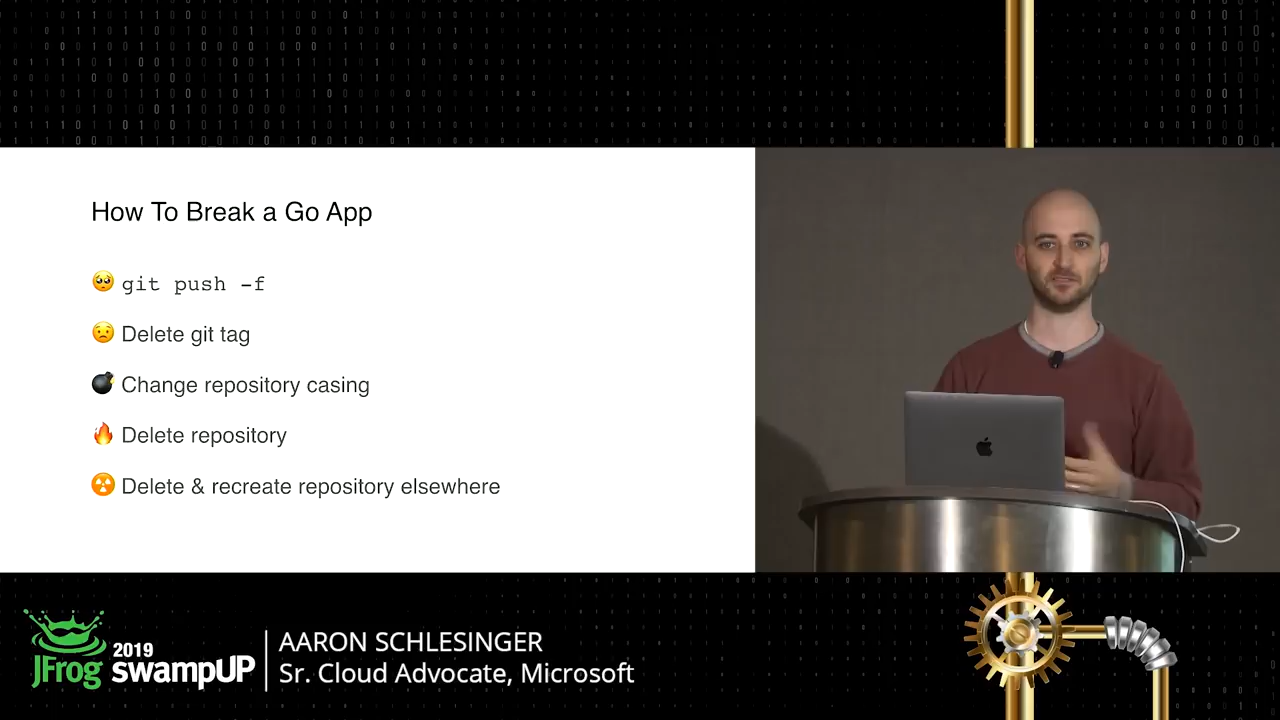 How To Break a Go App
🥺 git push -f
😟 Delete git tag
💣 Change repository casing
🔥 Delete repository
☢️ Delete & recreate repository elsewhere
JFrog
2019
swampUP
AARON SCHLESINGER
Sr. Cloud Advocate, Microsoft